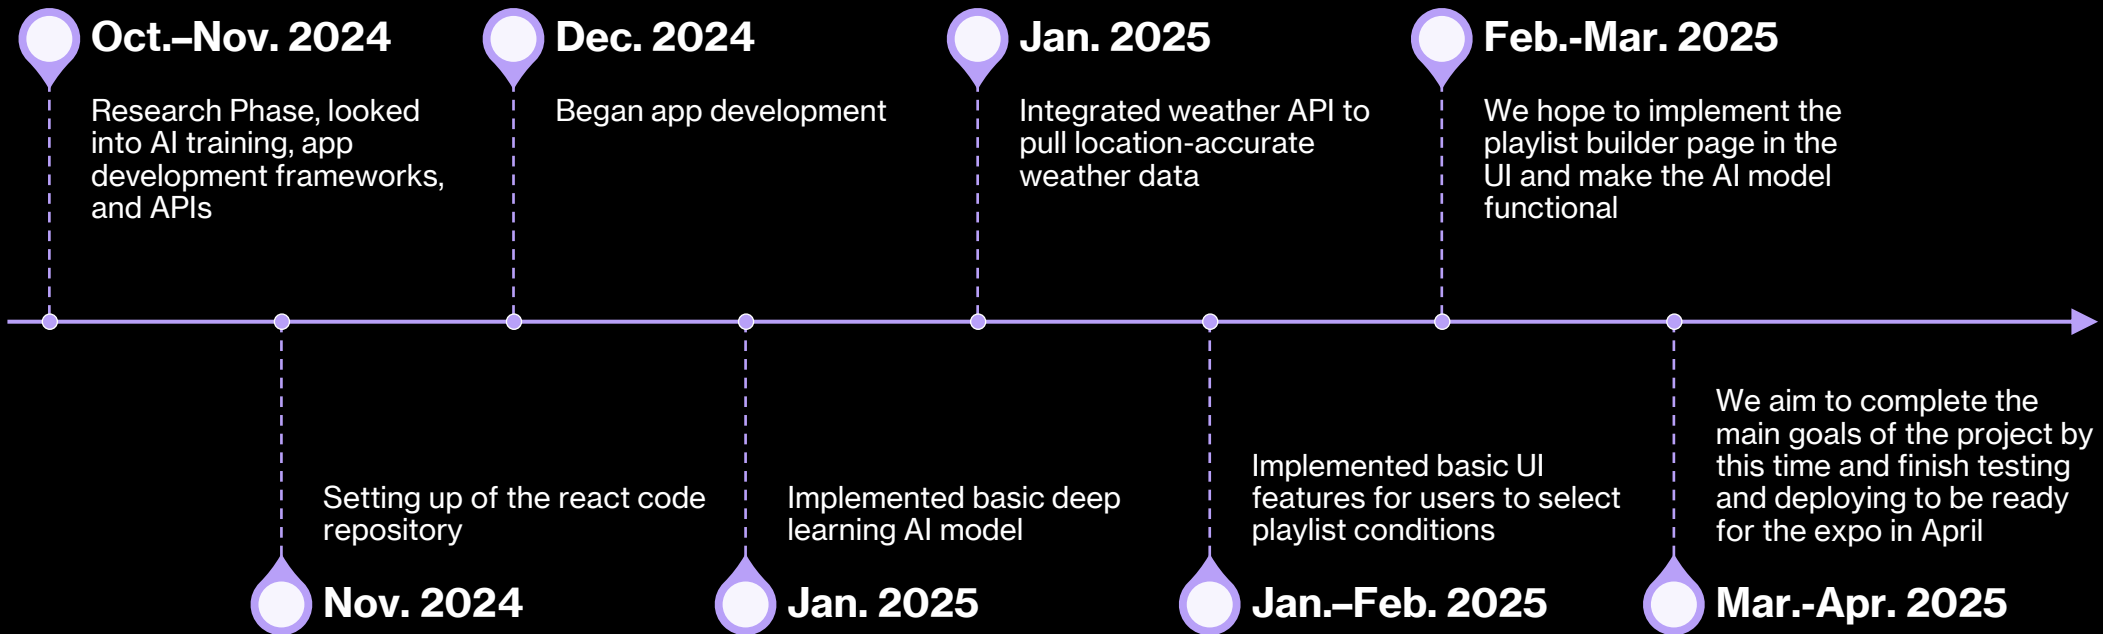 Oct.–Nov. 2024
Research Phase, looked
into AI training, app
development frameworks,
and APIs
Dec. 2024
Began app development
Jan. 2025
Integrated weather API to
pull location-accurate
weather data
Feb.-Mar. 2025
We hope to implement the
playlist builder page in the
UI and make the AI model
functional
Setting up of the react code
repository
Nov. 2024
Implemented basic deep
learning AI model
Jan. 2025
Implemented basic UI
features for users to select
playlist conditions
Jan.–Feb. 2025
We aim to complete the
main goals of the project by
this time and finish testing
and deploying to be ready
for the expo in April
Mar.-Apr. 2025